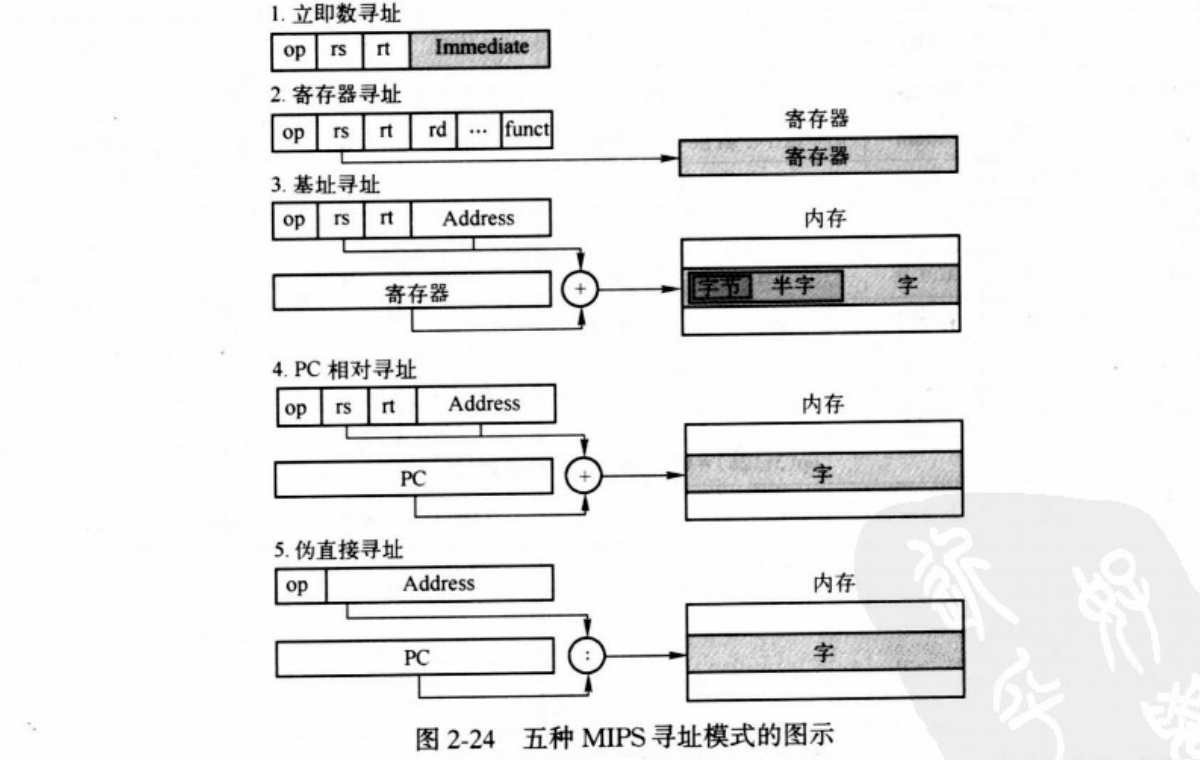 1. 立即数寻址
op rs rt Immediate
2. 寄存器寻址
op rs rt rd ... funct
寄存器
寄存器
3. 基址寻址
op rs rt Address
内存
寄存器
+
字节 半字 字
4. PC 相对寻址
op rs rt Address
内存
PC
+
字
5. 伪直接寻址
op Address
内存
PC
:
字
图 2-24 五种 MIPS 寻址模式的图示